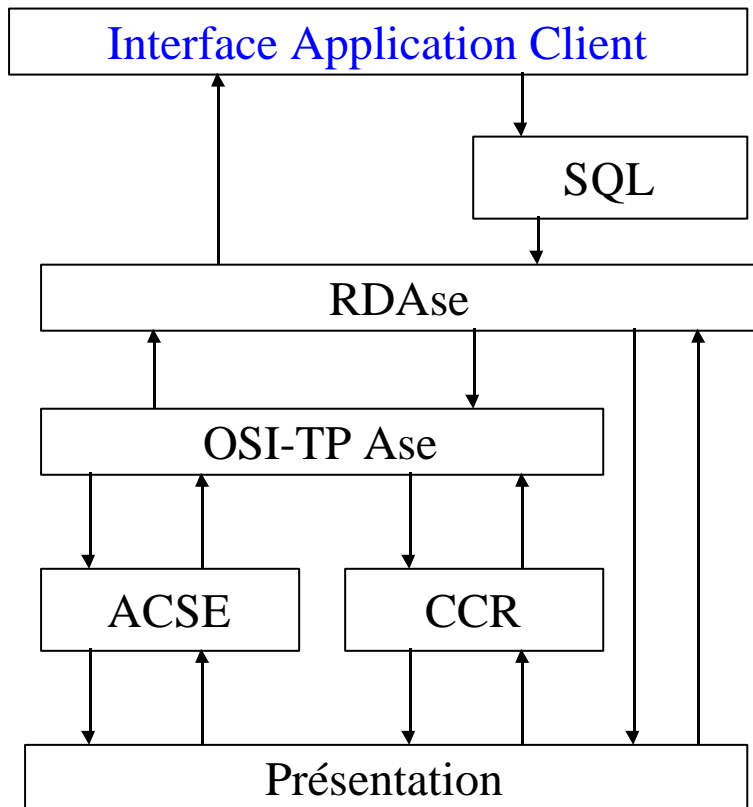 Interface Application Client
SQL
RDAse
OSI-TP Ase
ACSE
CCR
Présentation